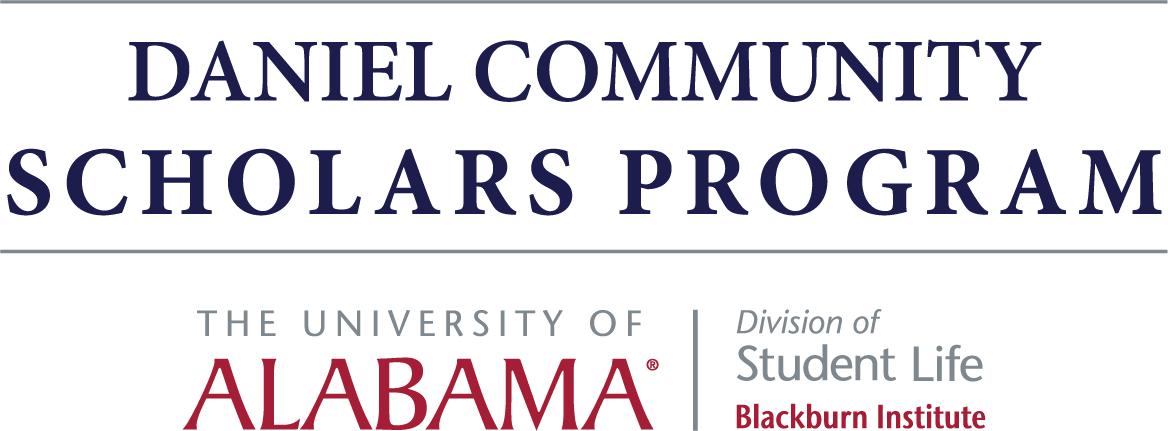 DANIEL COMMUNITY
SCHOLARS PROGRAM
THE UNIVERSITY OF
ALABAMA®
Division of
Student Life
Blackburn Institute